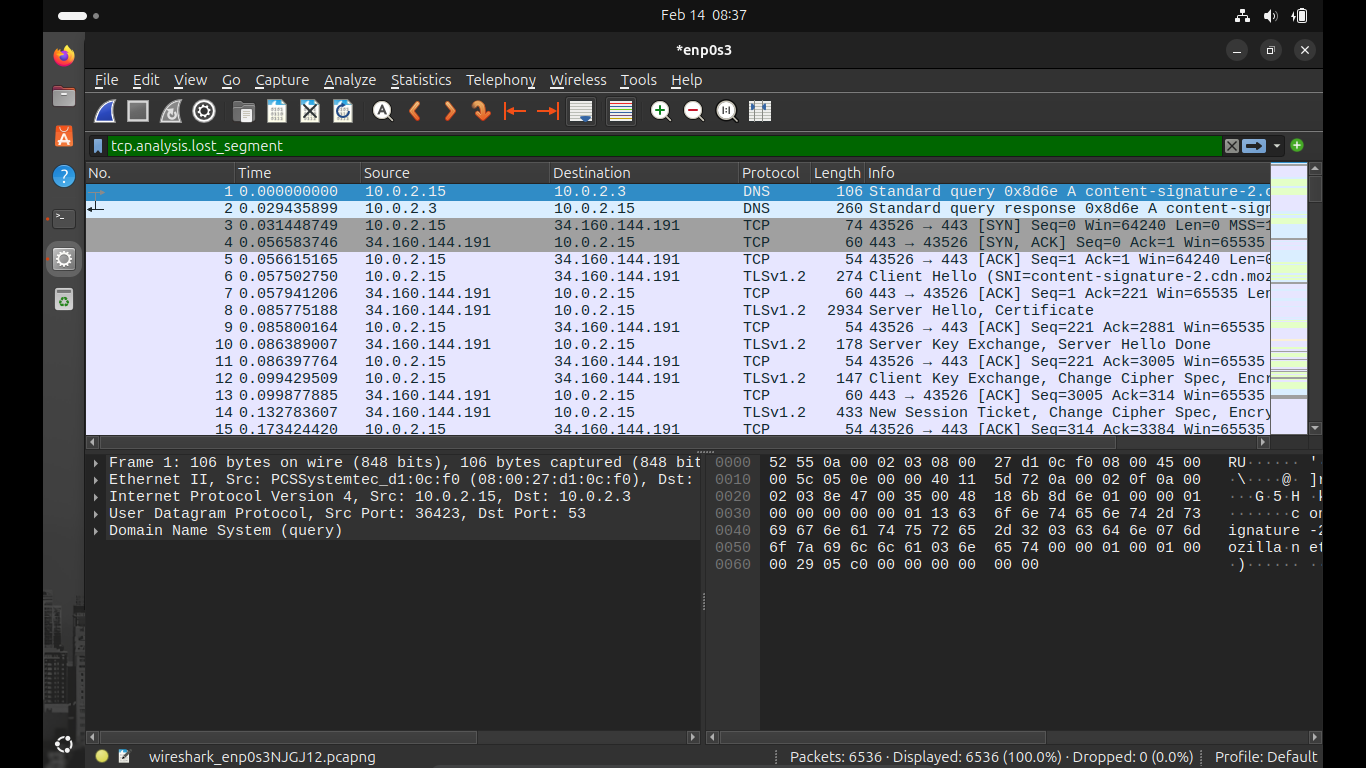 Feb 14 08:37
*enp0s3
File Edit View Go Capture Analyze Statistics Telephony Wireless Tools Help
tcp.analysis.lost_segment
No. Time Source Destination Protocol Length Info
1 0.000000000 10.0.2.15 10.0.2.3 DNS 106 Standard query 0x8d6e A content-signature-2.c
2 0.029435899 10.0.2.3 10.0.2.15 DNS 260 Standard query response 0x8d6e A content-sigr
3 0.031448749 10.0.2.15 34.160.144.191 TCP 74 43526 → 443 [SYN] Seq=0 Win=64240 Len=0 MSS=1
4 0.056583746 34.160.144.191 10.0.2.15 TCP 60 443 → 43526 [SYN, ACK] Seq=0 Ack=1 Win=65535
5 0.056615165 10.0.2.15 34.160.144.191 TCP 54 43526 → 443 [ACK] Seq=1 Ack=1 Win=64240 Len=0
6 0.057502750 10.0.2.15 34.160.144.191 TLSv1.2 274 Client Hello (SNI=content-signature-2.cdn.moz
7 0.057941206 34.160.144.191 10.0.2.15 TCP 60 443 → 43526 [ACK] Seq=1 Ack=221 Win=65535 Ler
8 0.085775188 34.160.144.191 10.0.2.15 TLSv1.2 2934 Server Hello, Certificate
9 0.085800164 10.0.2.15 34.160.144.191 TCP 54 43526 → 443 [ACK] Seq=221 Ack=2881 Win=65535
10 0.086389007 34.160.144.191 10.0.2.15 TLSv1.2 178 Server Key Exchange, Server Hello Done
11 0.086397764 10.0.2.15 34.160.144.191 TCP 54 43526 → 443 [ACK] Seq=221 Ack=3005 Win=65535
12 0.099429509 10.0.2.15 34.160.144.191 TLSv1.2 147 Client Key Exchange, Change Cipher Spec, Encr
13 0.099877885 34.160.144.191 10.0.2.15 TCP 60 443 → 43526 [ACK] Seq=3005 Ack=314 Win=65535
14 0.132783607 34.160.144.191 10.0.2.15 TLSv1.2 433 New Session Ticket, Change Cipher Spec, Encry
15 0.173424420 10.0.2.15 34.160.144.191 TCP 54 43526 → 443 [ACK] Seq=314 Ack=3384 Win=65535
Frame 1: 106 bytes on wire (848 bits), 106 bytes captured (848 bit
Ethernet II, Src: PCSSystemtec_d1:0c:f0 (08:00:27:d1:0c:f0), Dst:
Internet Protocol Version 4, Src: 10.0.2.15, Dst: 10.0.2.3
User Datagram Protocol, Src Port: 36423, Dst Port: 53
Domain Name System (query)
0000 52 55 0a 00 02 03 08 00 27 d1 0c f0 08 00 45 00 RU······ '·
0010 00 5c 05 0e 00 00 40 11 5d 72 0a 00 02 0f 0a 00 ·\····@· ]r
0020 02 03 8e 47 00 35 00 48 18 6b 8d 6e 01 00 00 01 ···G·5·H ·k
0030 00 00 00 00 00 01 13 63 6f 6e 74 65 6e 74 2d 73 ·······c on
0040 69 67 6e 61 74 75 72 65 2d 32 03 63 64 6e 07 6d ignature -2
0050 6f 7a 69 6c 6c 61 03 6e 65 74 00 00 01 00 01 00 ozilla·n et
0060 00 29 05 c0 00 00 00 00 00 00 ·)······ ··
wireshark_enp0s3NJGJ12.pcapng
Packets: 6536 · Displayed: 6536 (100.0%) · Dropped: 0 (0.0%)
Profile: Default